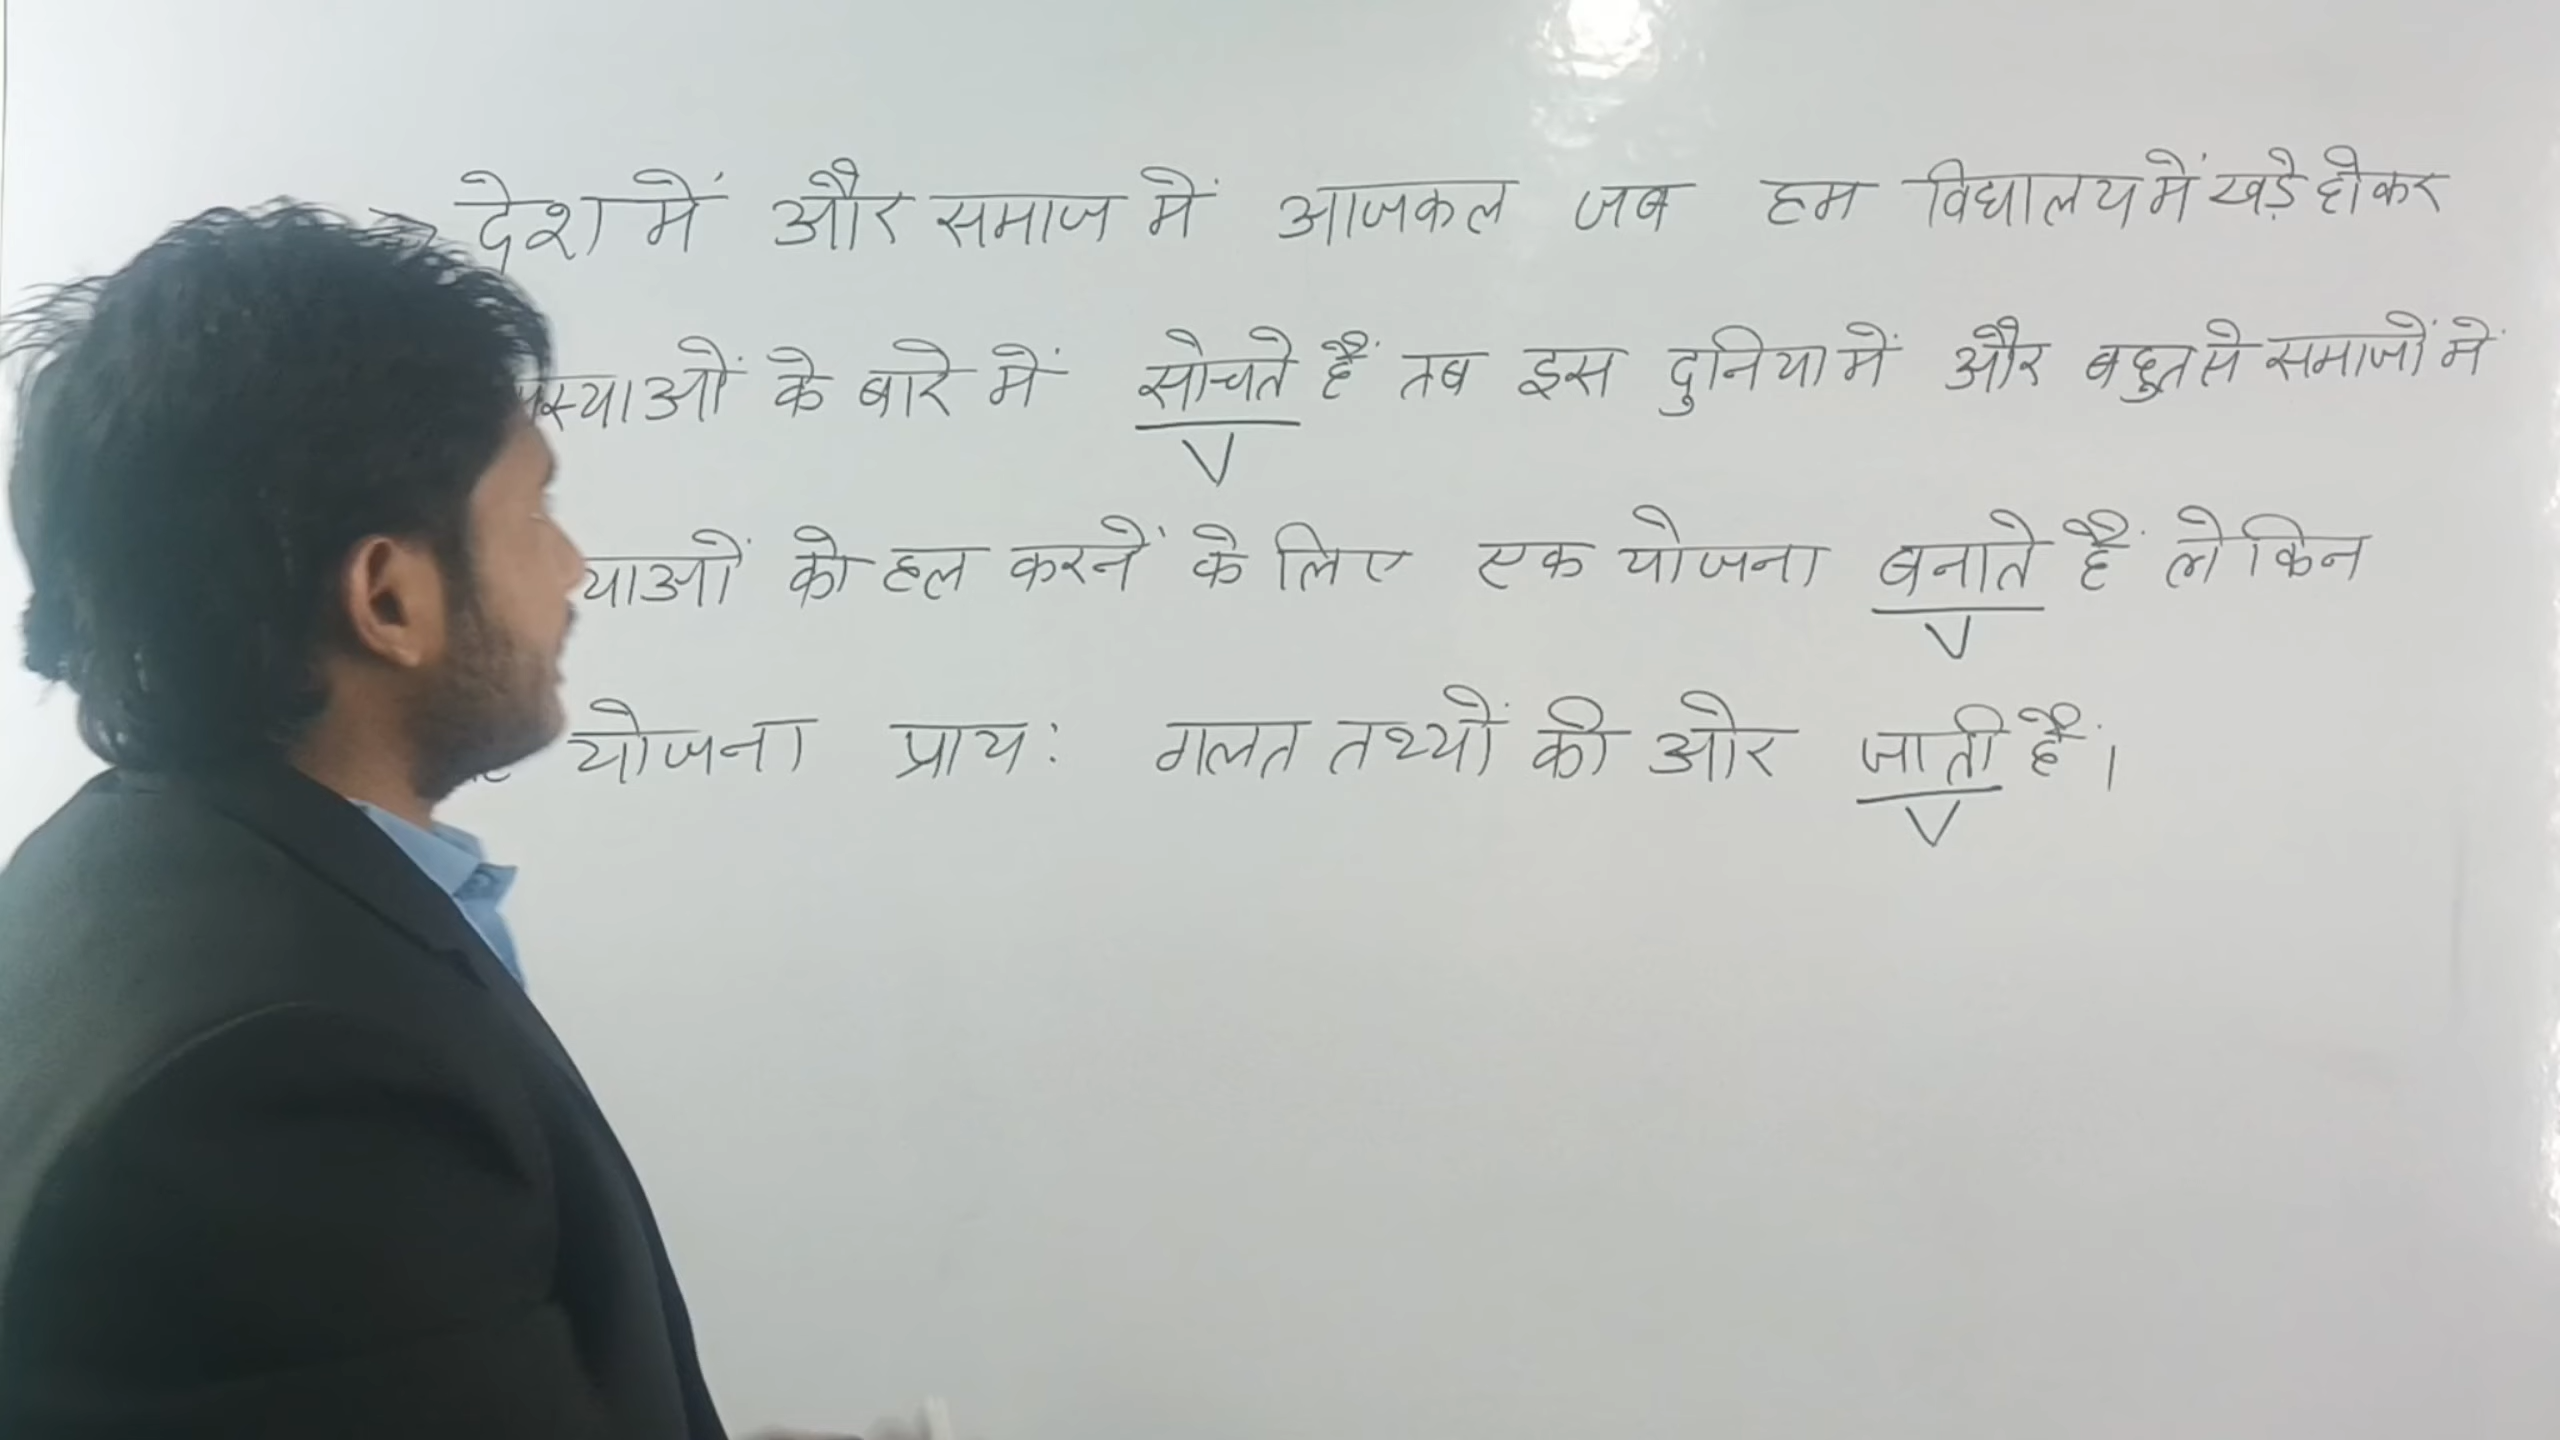 देश में और समाज में आजकल जब हम विद्यालय में खड़े होकर
के बारे में सोचते हैं तब इस दुनिया में और बहुत से समाजों में
V
को हल करनें के लिए एक योजना बनाते हैं लेकिन
V
योजना प्राय: गलत तथ्यों की ओर जाती हैं।
V